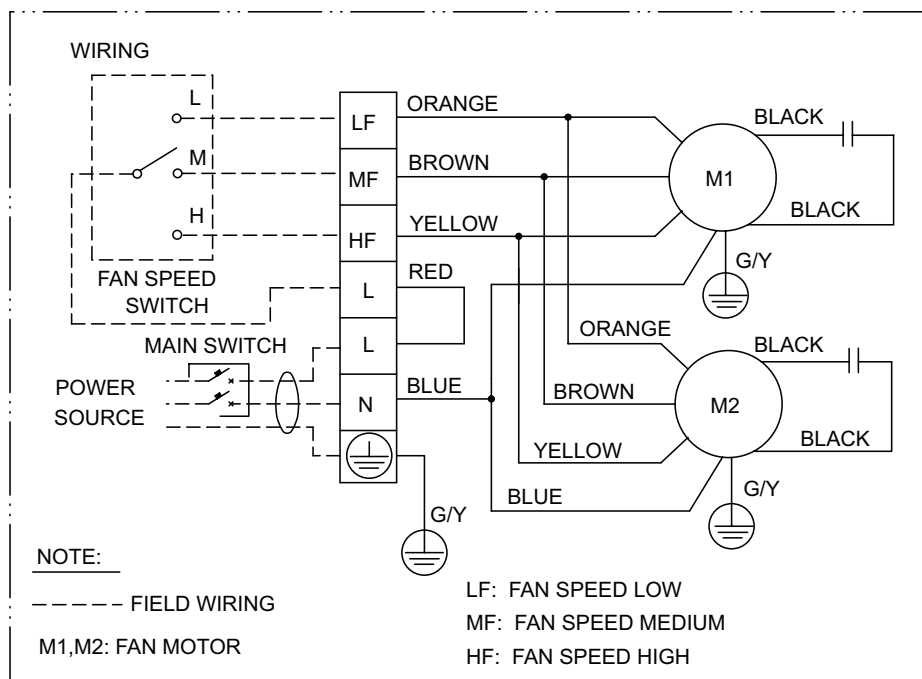 WIRING
L
M
H
FAN SPEED
SWITCH
MAIN SWITCH
POWER
SOURCE
LF
MF
HF
L
L
N
ORANGE
BROWN
YELLOW
RED
BLUE
G/Y
M1
BLACK
BLACK
G/Y
ORANGE
BROWN
YELLOW
BLUE
M2
BLACK
BLACK
G/Y
NOTE:
FIELD WIRING
M1,M2: FAN MOTOR
LF: FAN SPEED LOW
MF: FAN SPEED MEDIUM
HF: FAN SPEED HIGH